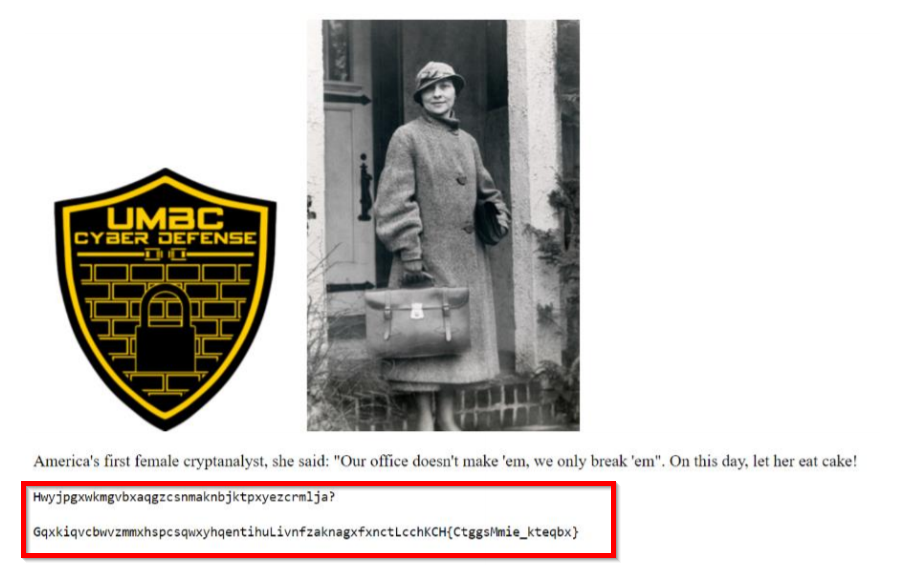 UMBC
CYBER DEFENSE
America's first female cryptanalyst, she said: "Our office doesn't make 'em, we only break 'em". On this day, let her eat cake!
Hwyjpgxwkmgvbxaqgzcsnmaknbjktpxyezcrmlja?
GqxkiqvcbwvzmmxhspcsqwxyhqentihuLivnfzaknagxfxnctLcchKCH{CtggsMmie_kteqbx}